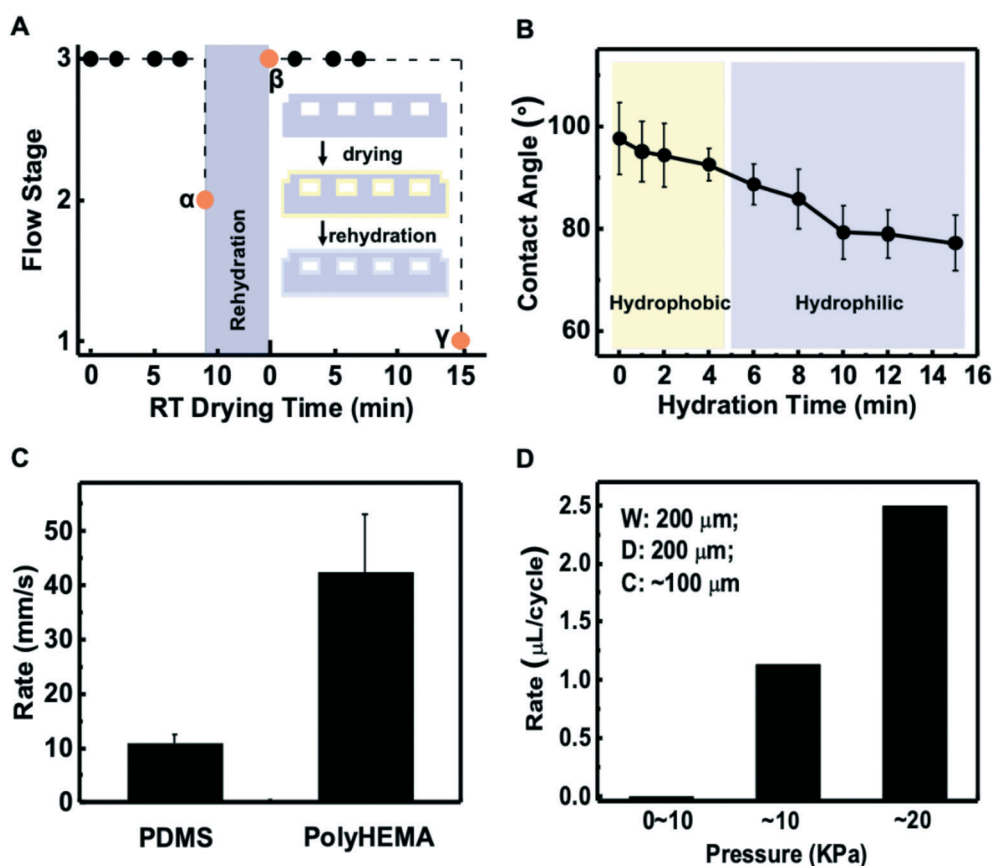 A
3
2
1
Flow Stage
α
β
γ
Rehydration
drying
rehydration
0 5 10 0 5 10 15
RT Drying Time (min)
B
100
80
60
Contact Angle (°)
Hydrophobic
Hydrophilic
0 2 4 6 8 10 12 14 16
Hydration Time (min)
C
50
40
30
20
10
0
Rate (mm/s)
PDMS PolyHEMA
D
2.5
2.0
1.5
1.0
0.5
0.0
Rate (μL/cycle)
W: 200 μm;
D: 200 μm;
C: ~100 μm
0~10 ~10 ~20
Pressure (KPa)